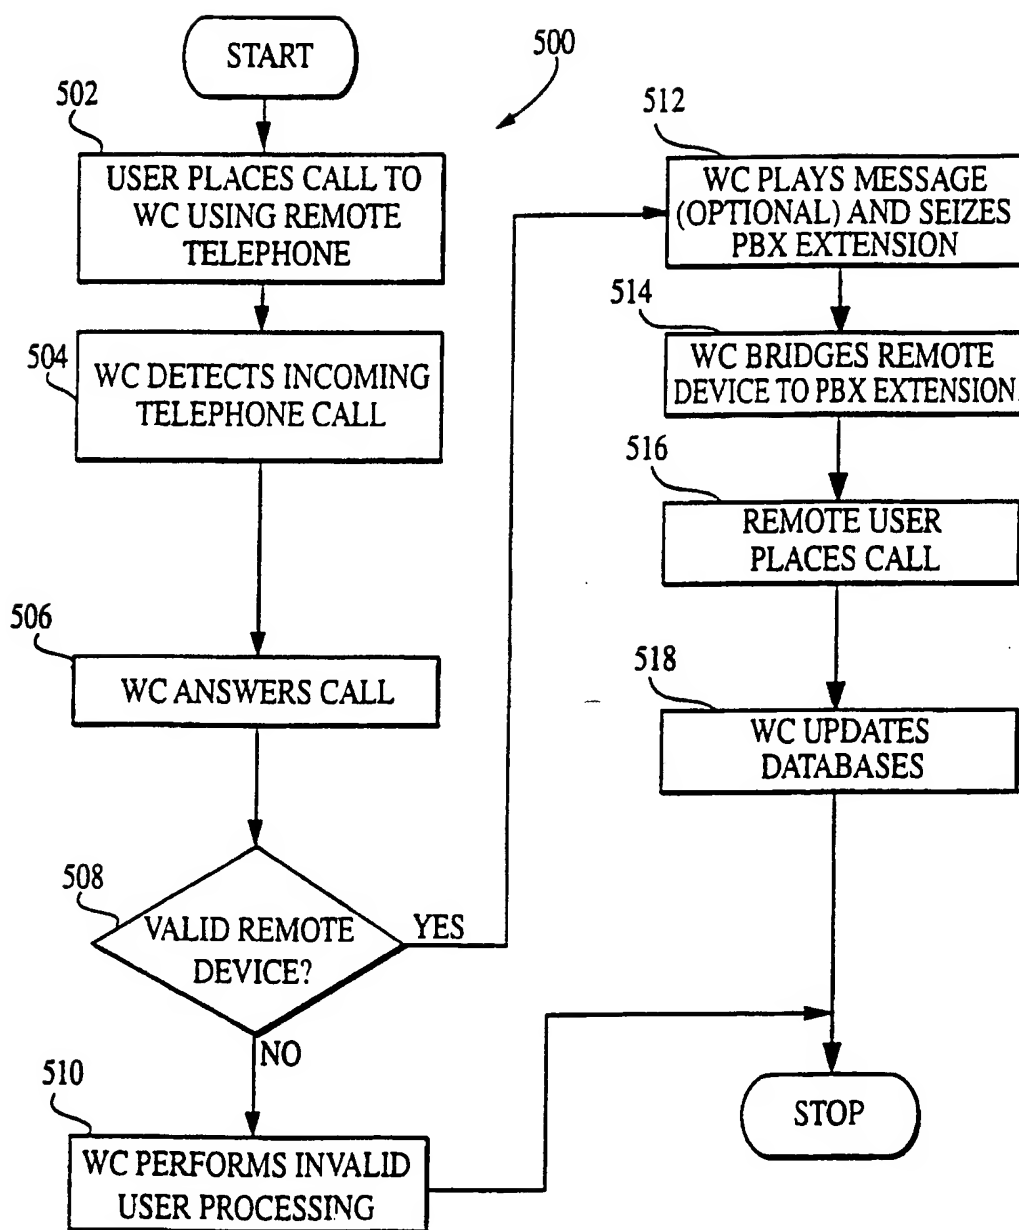 START
500
502
USER PLACES CALL TO
WC USING REMOTE
TELEPHONE
504
WC DETECTS INCOMING
TELEPHONE CALL
506
WC ANSWERS CALL
508
VALID REMOTE
DEVICE?
YES
NO
510
WC PERFORMS INVALID
USER PROCESSING
512
WC PLAYS MESSAGE
(OPTIONAL) AND SEIZES
PBX EXTENSION
514
WC BRIDGES REMOTE
DEVICE TO PBX EXTENSION.
516
REMOTE USER
PLACES CALL
518
WC UPDATES
DATABASES
STOP